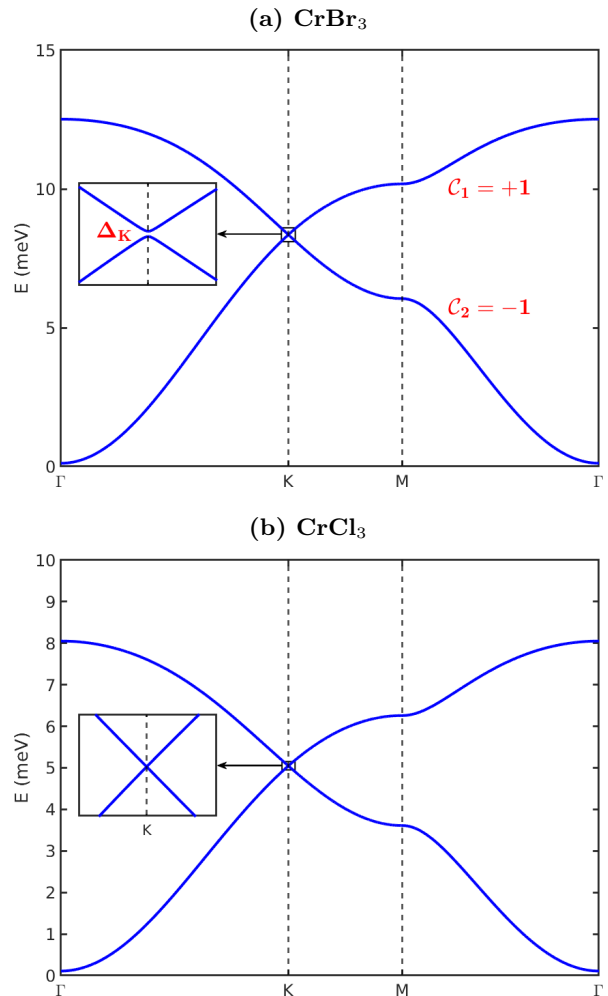 (a) CrBr₃
15
10
5
0
E (meV)
Δ_K
𝒞₁ = +1
𝒞₂ = −1
Γ K M Γ
(b) CrCl₃
10
9
8
7
6
5
4
3
2
1
0
E (meV)
K
Γ K M Γ